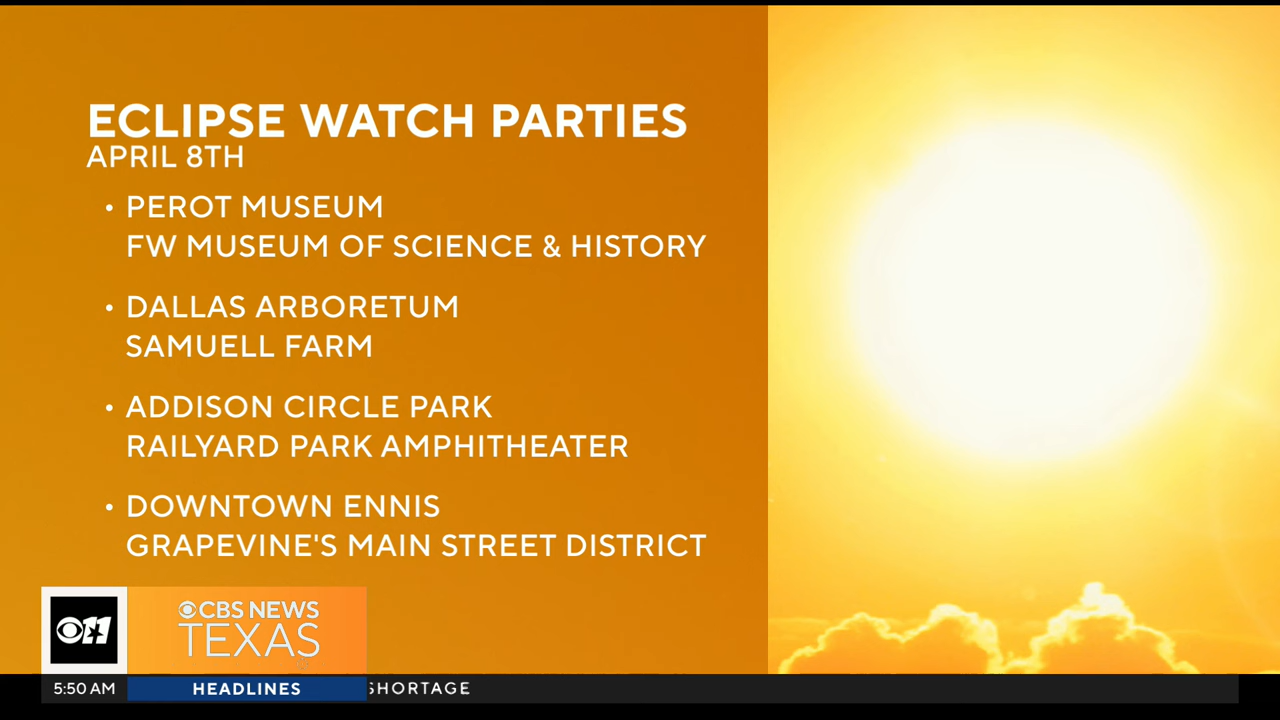 ECLIPSE WATCH PARTIES
APRIL 8TH
• PEROT MUSEUM
FW MUSEUM OF SCIENCE & HISTORY
• DALLAS ARBORETUM
SAMUELL FARM
• ADDISON CIRCLE PARK
RAILYARD PARK AMPHITHEATER
• DOWNTOWN ENNIS
GRAPEVINE'S MAIN STREET DISTRICT
11
CBS NEWS
TEXAS
5:50 AM
HEADLINES
SHORTAGE